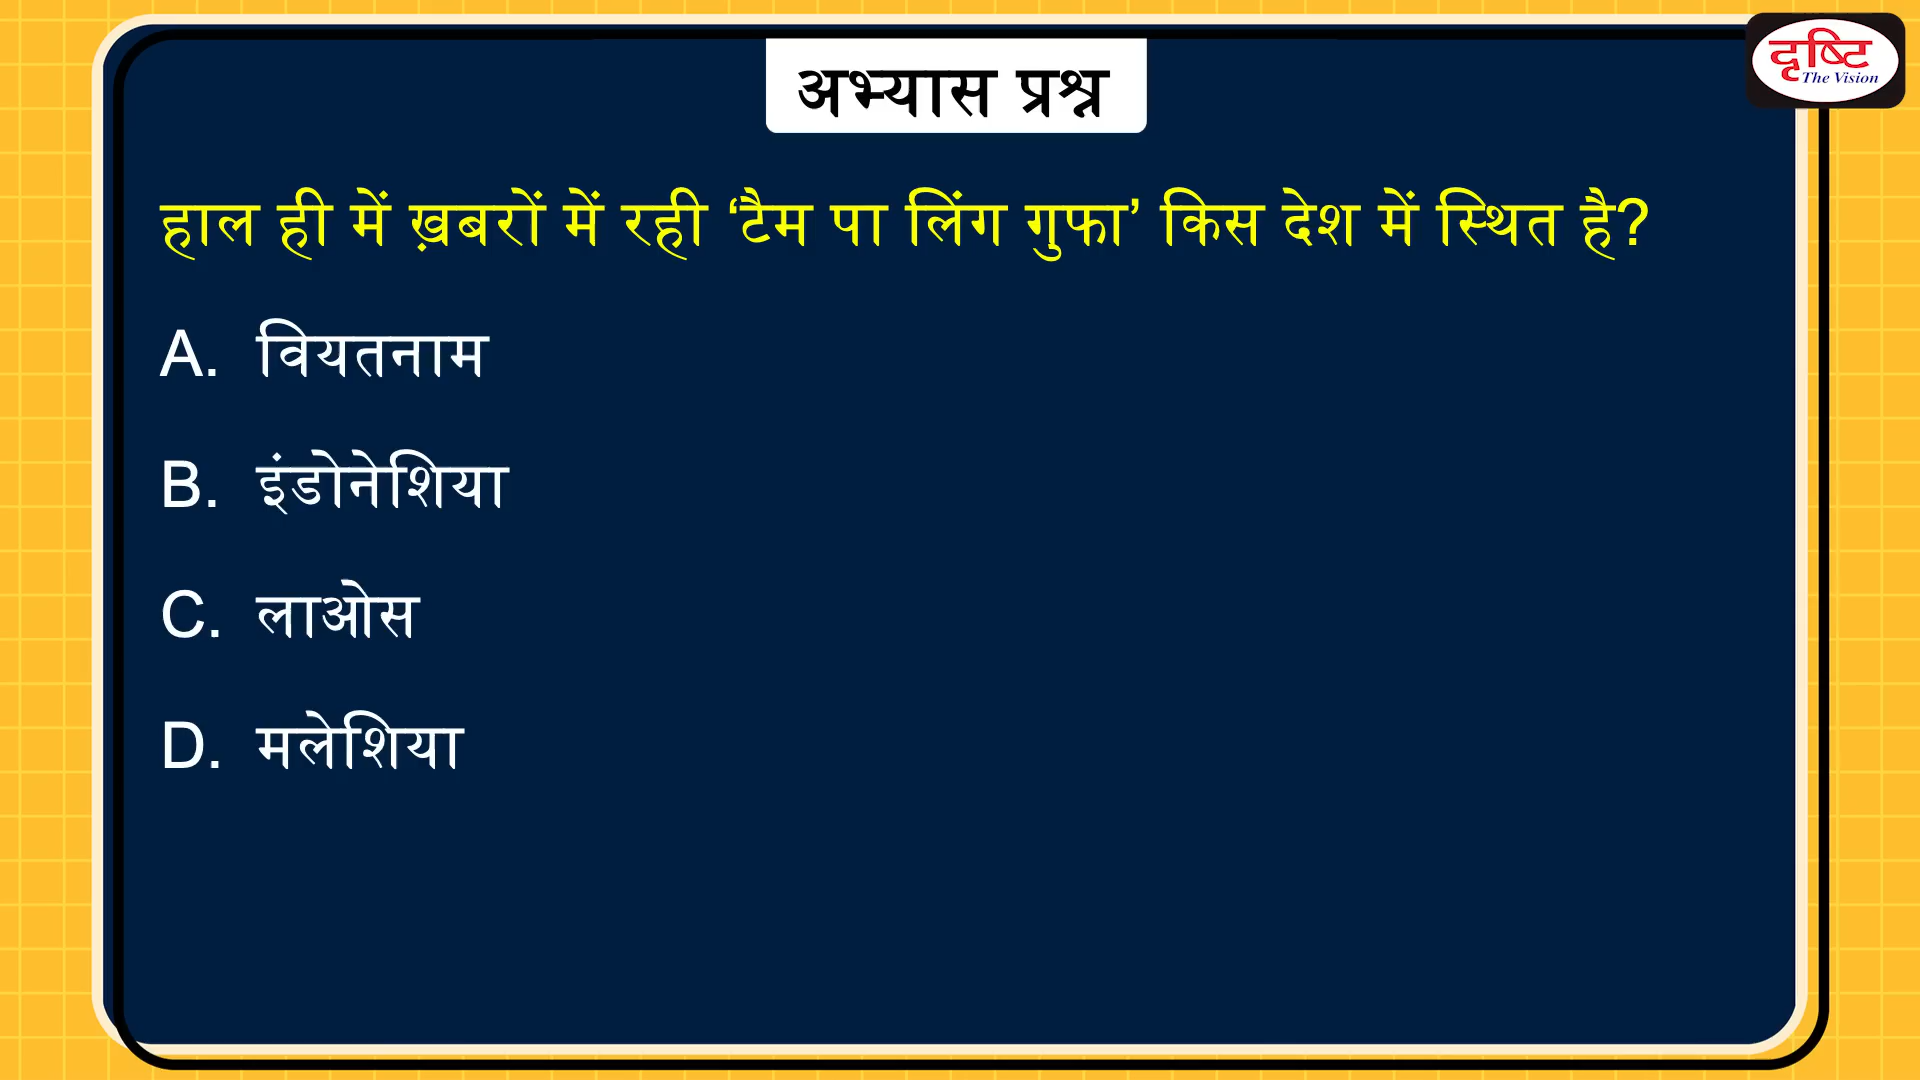 दृष्टि
The Vision
अभ्यास प्रश्न
हाल ही में ख़बरों में रही ‘टैम पा लिंग गुफा’ किस देश में स्थित है?
A. वियतनाम
B. इंडोनेशिया
C. लाओस
D. मलेशिया